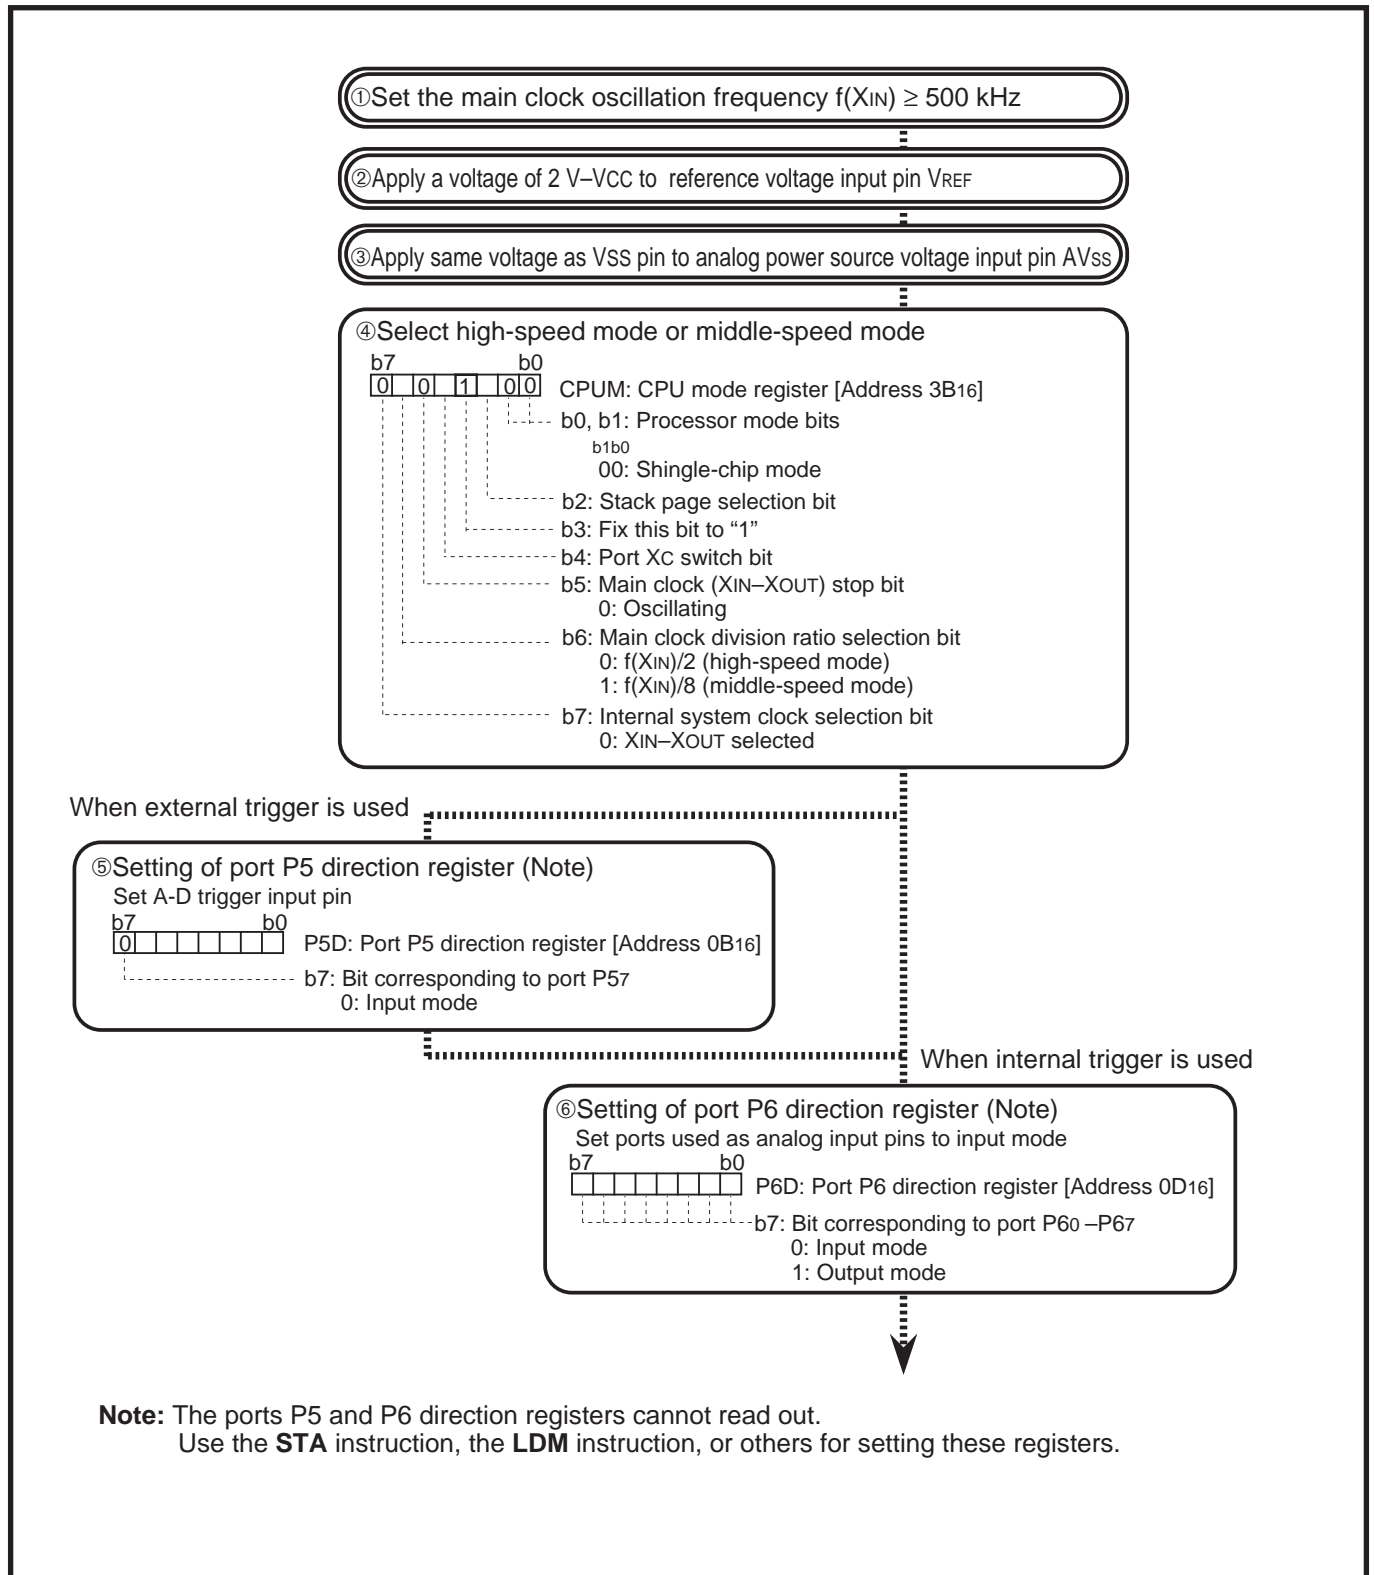 ①Set the main clock oscillation frequency f(XIN) ≥ 500 kHz
②Apply a voltage of 2 V–VCC to reference voltage input pin VREF
③Apply same voltage as VSS pin to analog power source voltage input pin AVSS
④Select high-speed mode or middle-speed mode
b7 b0
0 0 1 0 0 CPUM: CPU mode register [Address 3B16]
b0, b1: Processor mode bits
b1b0
00: Shingle-chip mode
b2: Stack page selection bit
b3: Fix this bit to “1”
b4: Port XC switch bit
b5: Main clock (XIN–XOUT) stop bit
0: Oscillating
b6: Main clock division ratio selection bit
0: f(XIN)/2 (high-speed mode)
1: f(XIN)/8 (middle-speed mode)
b7: Internal system clock selection bit
0: XIN–XOUT selected
When external trigger is used
⑤Setting of port P5 direction register (Note)
Set A-D trigger input pin
b7 b0
0 P5D: Port P5 direction register [Address 0B16]
b7: Bit corresponding to port P57
0: Input mode
When internal trigger is used
⑥Setting of port P6 direction register (Note)
Set ports used as analog input pins to input mode
b7 b0
P6D: Port P6 direction register [Address 0D16]
b7: Bit corresponding to port P60 –P67
0: Input mode
1: Output mode
Note: The ports P5 and P6 direction registers cannot read out.
Use the STA instruction, the LDM instruction, or others for setting these registers.